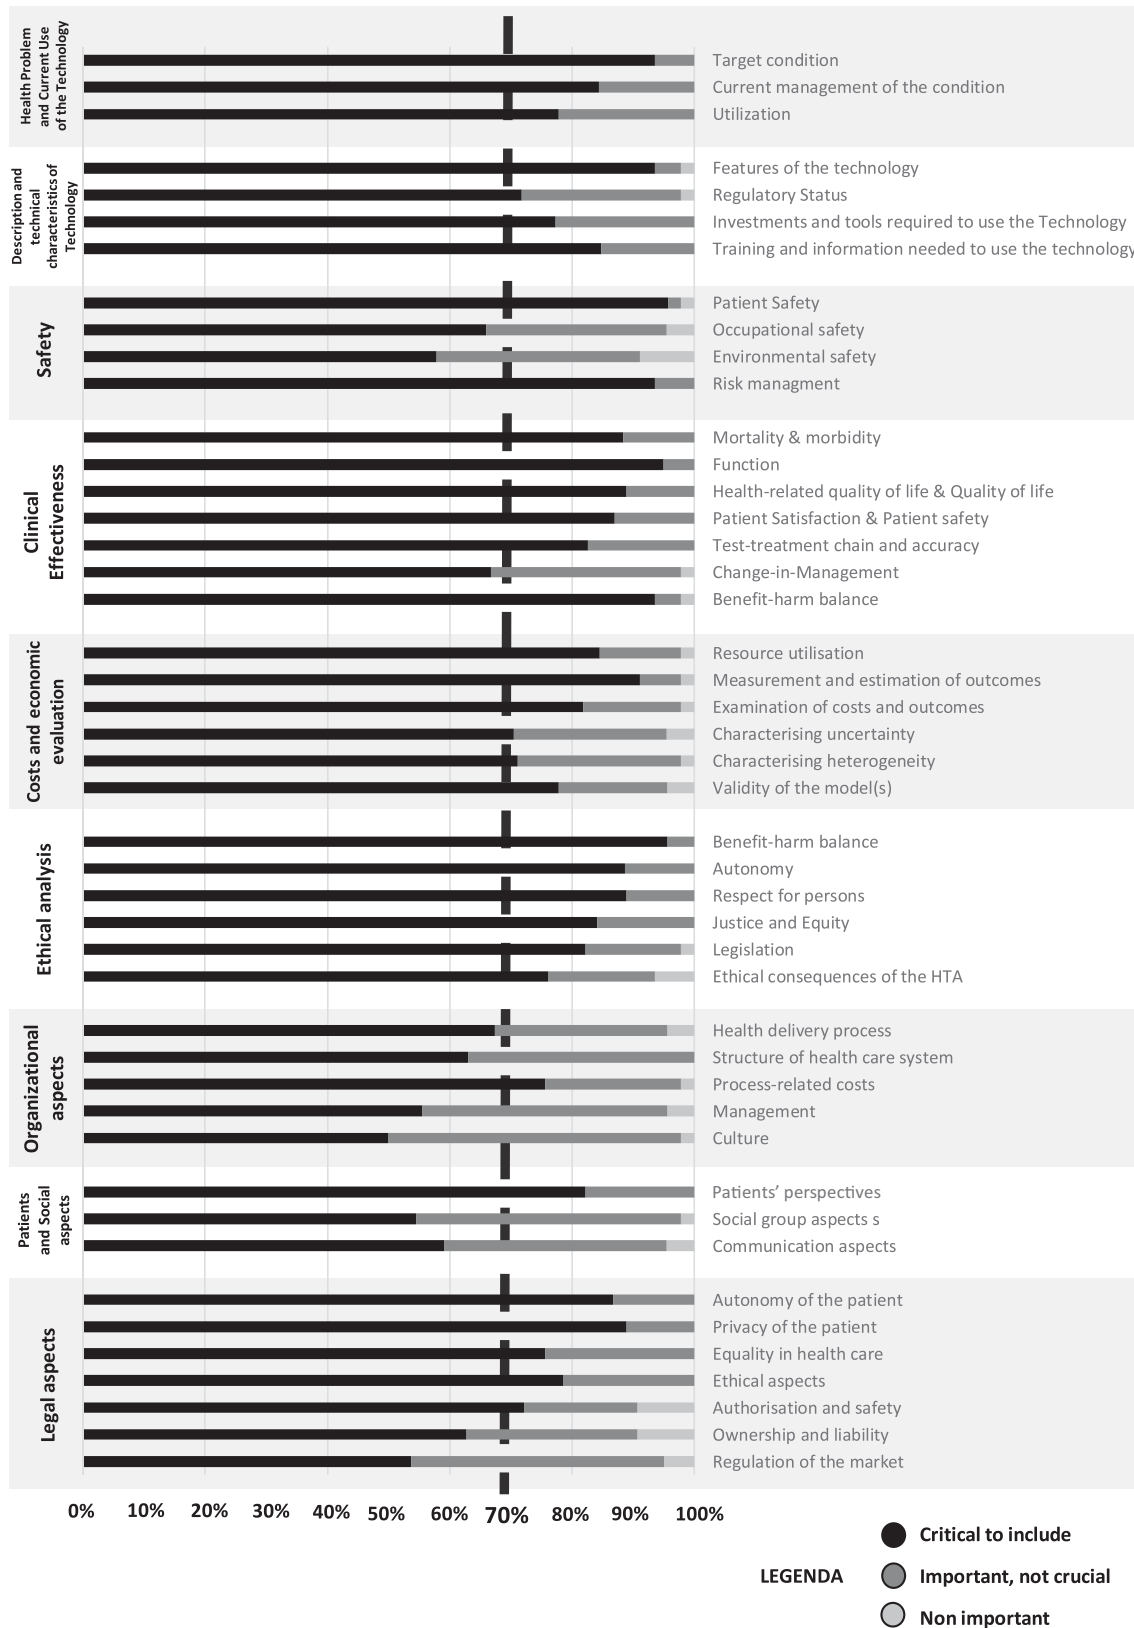 Health Problem
and Current Use
of the Technology
Target condition
Current management of the condition
Utilization
Description and
technical
characteristics of
Technology
Features of the technology
Regulatory Status
Investments and tools required to use the Technology
Training and information needed to use the technology
Safety
Patient Safety
Occupational safety
Environmental safety
Risk managment
Clinical
Effectiveness
Mortality & morbidity
Function
Health-related quality of life & Quality of life
Patient Satisfaction & Patient safety
Test-treatment chain and accuracy
Change-in-Management
Benefit-harm balance
Costs and economic
evaluation
Resource utilisation
Measurement and estimation of outcomes
Examination of costs and outcomes
Characterising uncertainty
Characterising heterogeneity
Validity of the model(s)
Ethical analysis
Benefit-harm balance
Autonomy
Respect for persons
Justice and Equity
Legislation
Ethical consequences of the HTA
Organizational
aspects
Health delivery process
Structure of health care system
Process-related costs
Management
Culture
Patients
and Social
aspects
Patients’ perspectives
Social group aspects s
Communication aspects
Legal aspects
Autonomy of the patient
Privacy of the patient
Equality in health care
Ethical aspects
Authorisation and safety
Ownership and liability
Regulation of the market
0% 10% 20% 30% 40% 50% 60% 70% 80% 90% 100%
LEGENDA
Critical to include
Important, not crucial
Non important